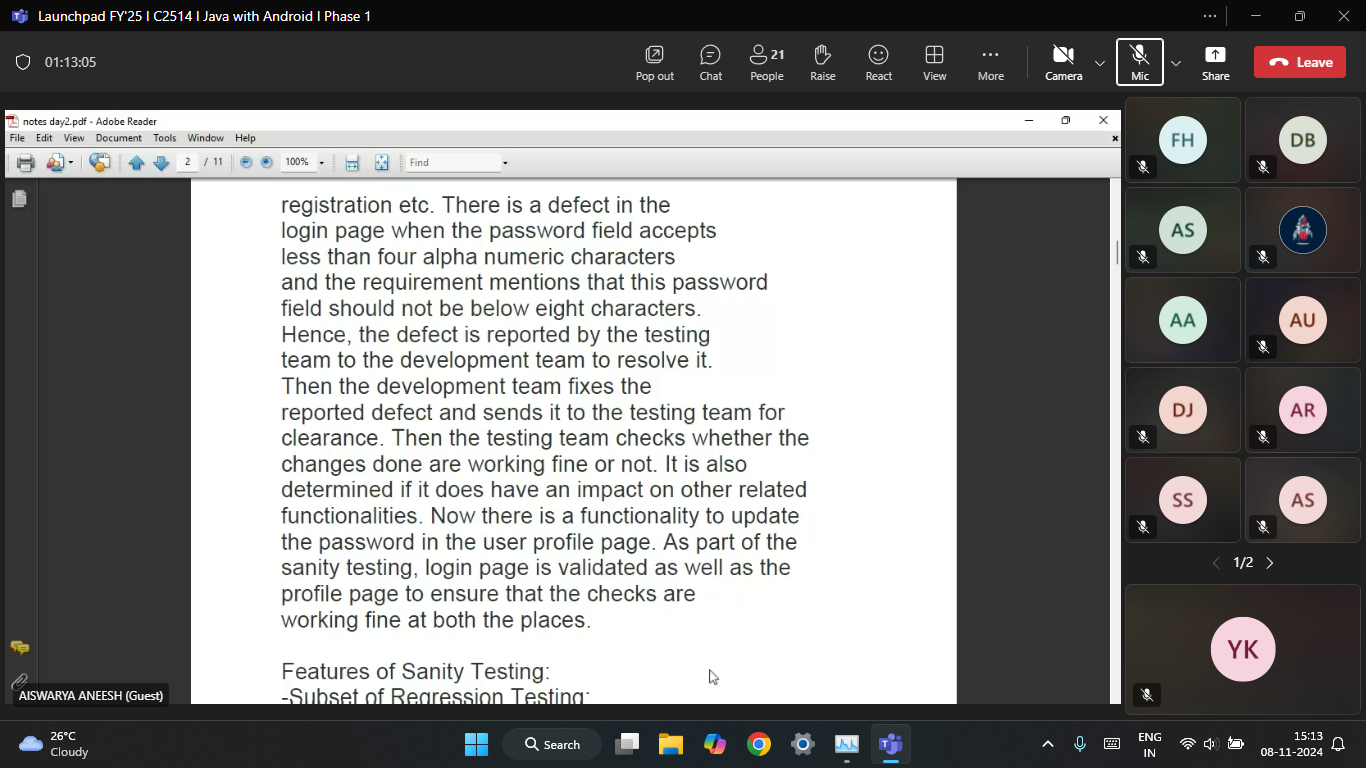 Launchpad FY'25 I C2514 I Java with Android I Phase 1
01:13:05
Pop out
Chat
21
People
Raise
React
View
More
Camera
Mic
Share
Leave
notes day2.pdf - Adobe Reader
File Edit View Document Tools Window Help
2 / 11 100% Find
registration etc. There is a defect in the
login page when the password field accepts
less than four alpha numeric characters
and the requirement mentions that this password
field should not be below eight characters.
Hence, the defect is reported by the testing
team to the development team to resolve it.
Then the development team fixes the
reported defect and sends it to the testing team for
clearance. Then the testing team checks whether the
changes done are working fine or not. It is also
determined if it does have an impact on other related
functionalities. Now there is a functionality to update
the password in the user profile page. As part of the
sanity testing, login page is validated as well as the
profile page to ensure that the checks are
working fine at both the places.
Features of Sanity Testing:
-Subset of Regression Testing:
AISWARYA ANEESH (Guest)
FH
DB
AS
AA
AU
DJ
AR
SS
AS
1/2
YK
26°C
Cloudy
Search
ENG
IN
15:13
08-11-2024